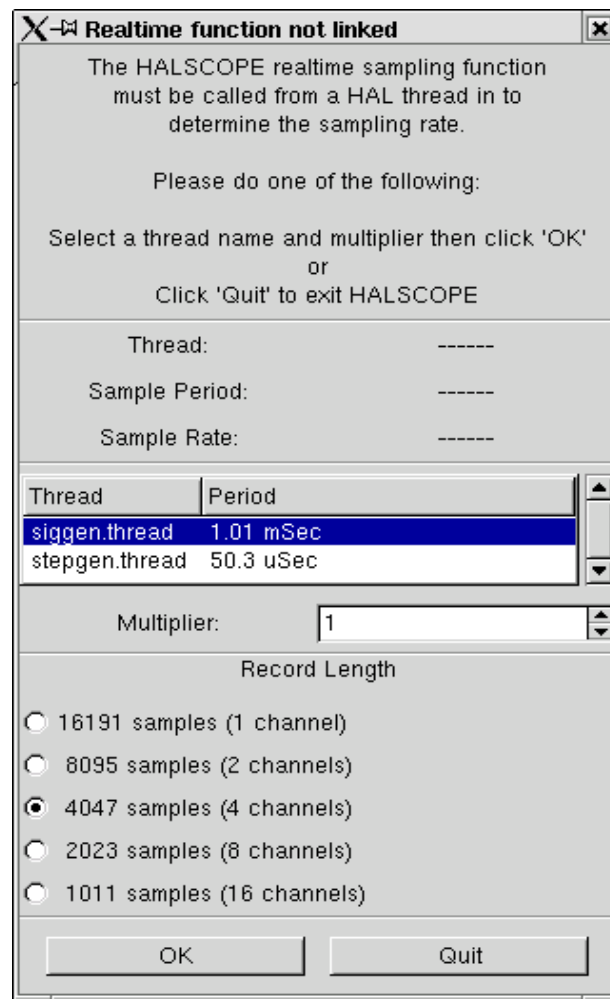 Realtime function not linked
The HALSCOPE realtime sampling function
must be called from a HAL thread in to
determine the sampling rate.
Please do one of the following:
Select a thread name and multiplier then click 'OK'
or
Click 'Quit' to exit HALSCOPE
Thread: ------
Sample Period: ------
Sample Rate: ------
Thread Period
siggen.thread 1.01 mSec
stepgen.thread 50.3 uSec
Multiplier: 1
Record Length
16191 samples (1 channel)
8095 samples (2 channels)
4047 samples (4 channels)
2023 samples (8 channels)
1011 samples (16 channels)
OK Quit